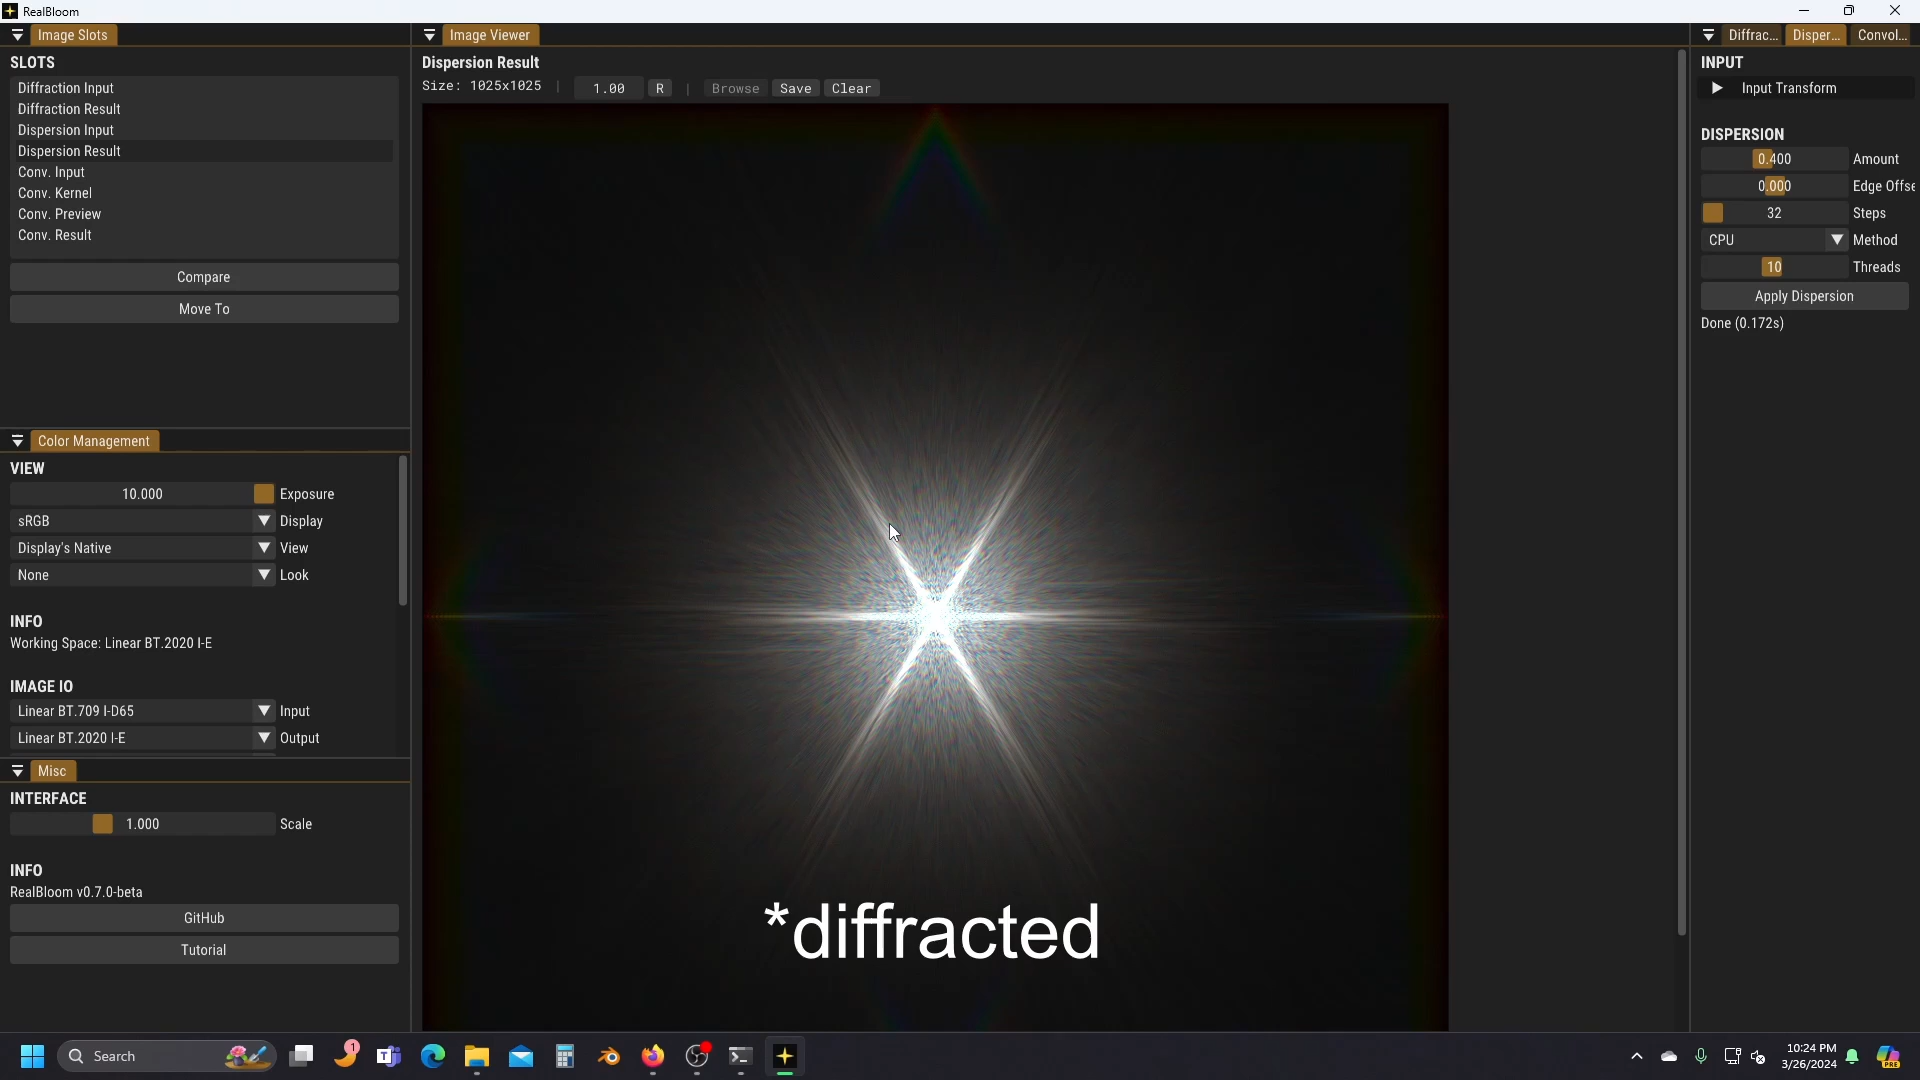 RealBloom
Image Slots
SLOTS
Diffraction Input
Diffraction Result
Dispersion Input
Dispersion Result
Conv. Input
Conv. Kernel
Conv. Preview
Conv. Result
Compare
Move To
Color Management
VIEW
10.000 Exposure
sRGB Display
Display's Native View
None Look
INFO
Working Space: Linear BT.2020 I-E
IMAGE IO
Linear BT.709 I-D65 Input
Linear BT.2020 I-E Output
Misc
INTERFACE
1.000 Scale
INFO
RealBloom v0.7.0-beta
GitHub
Tutorial
Image Viewer
Dispersion Result
Size: 1025x1025 | 1.00 R | Browse Save Clear
*diffracted
Diffrac... Disper... Convol...
INPUT
Input Transform
DISPERSION
0.400 Amount
0.000 Edge Offse
32 Steps
CPU Method
10 Threads
Apply Dispersion
Done (0.172s)
Search
1
10:24 PM
3/26/2024
PRE